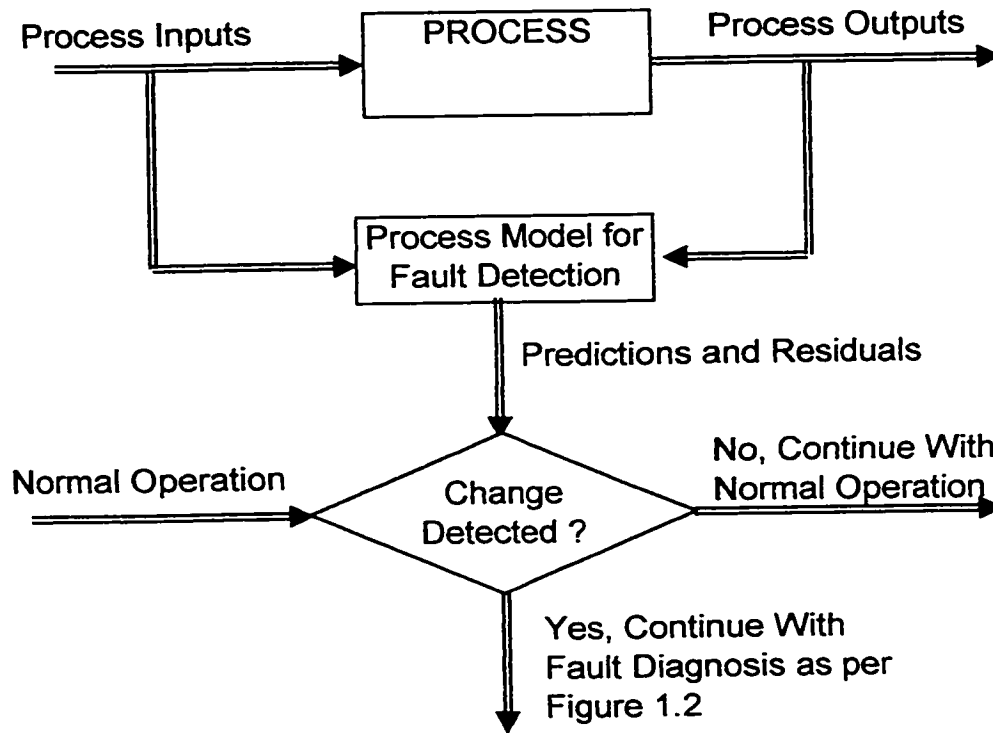 Process Inputs
PROCESS
Process Outputs
Process Model for
Fault Detection
Predictions and Residuals
Normal Operation
Change
Detected ?
No, Continue With
Normal Operation
Yes, Continue With
Fault Diagnosis as per
Figure 1.2